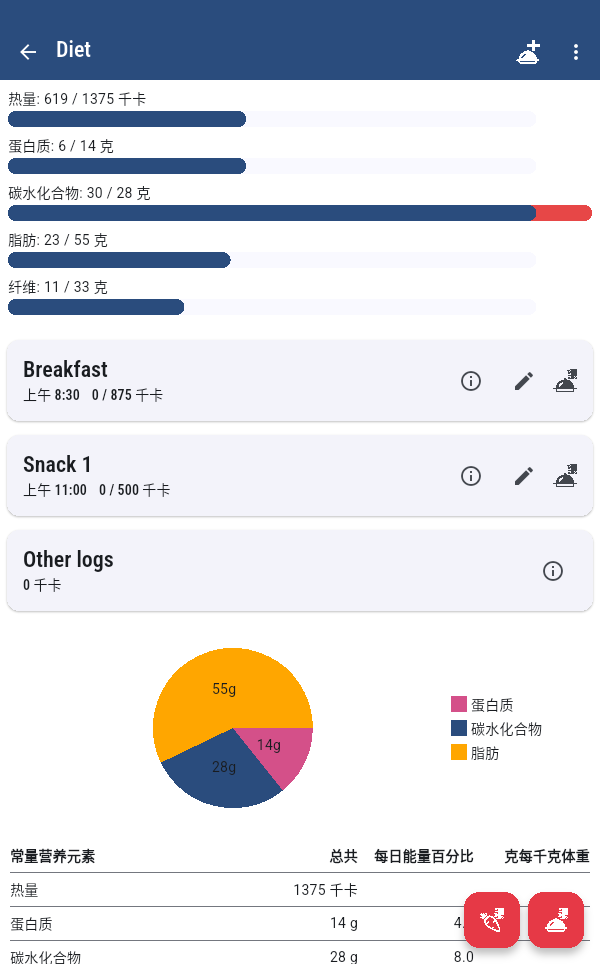 Diet
热量: 619 / 1375 千卡
蛋白质: 6 / 14 克
碳水化合物: 30 / 28 克
脂肪: 23 / 55 克
纤维: 11 / 33 克
Breakfast
上午 8:30 0 / 875 千卡
Snack 1
上午 11:00 0 / 500 千卡
Other logs
0 千卡
55g
14g
28g
蛋白质
碳水化合物
脂肪
常量营养元素 总共 每日能量百分比 克每千克体重
热量 1375 千卡
蛋白质 14 g 4.
碳水化合物 28 g 8.0